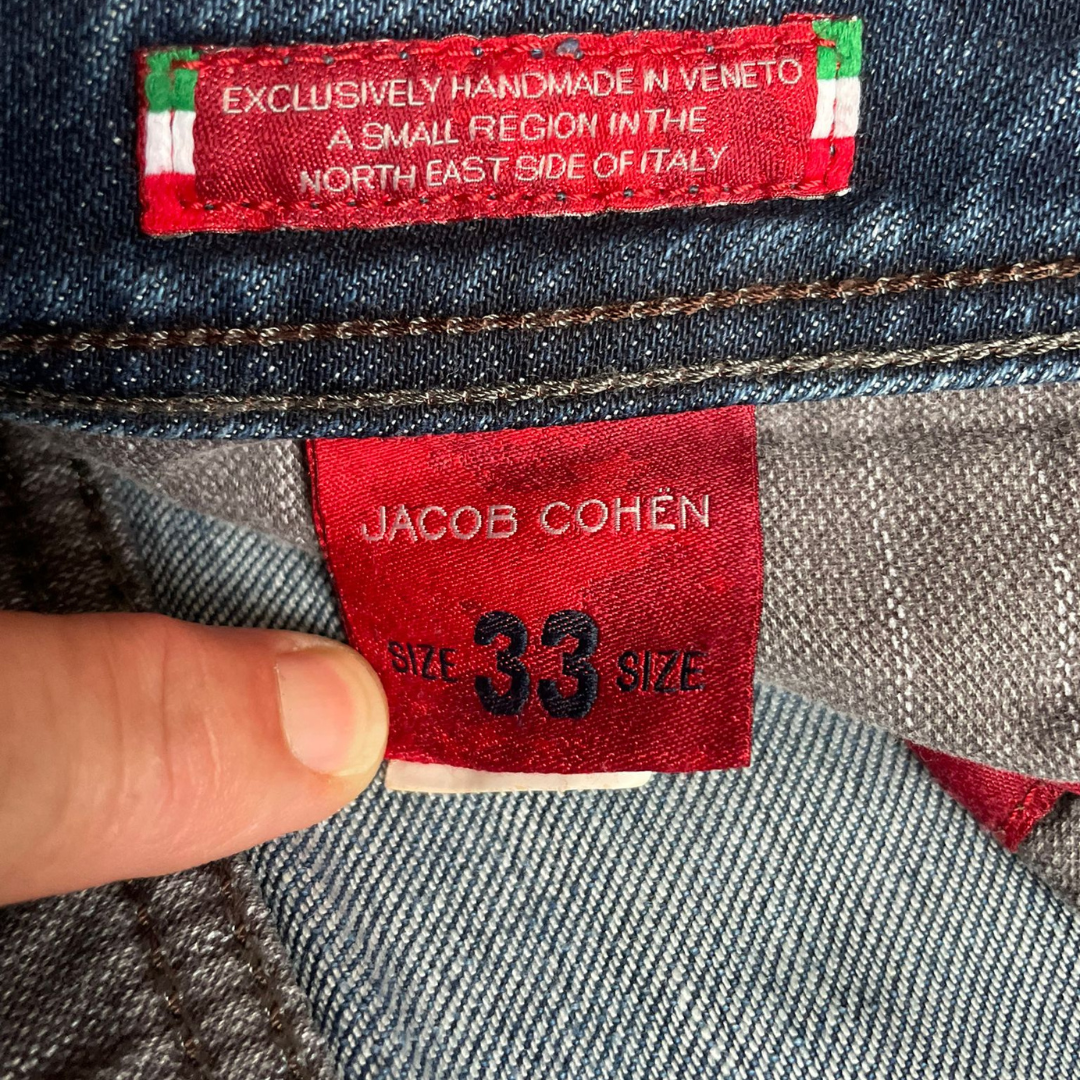 EXCLUSIVELY HANDMADE IN VENETO
A SMALL REGION IN THE
NORTH EAST SIDE OF ITALY
JACOB COHËN
SIZE 33 SIZE